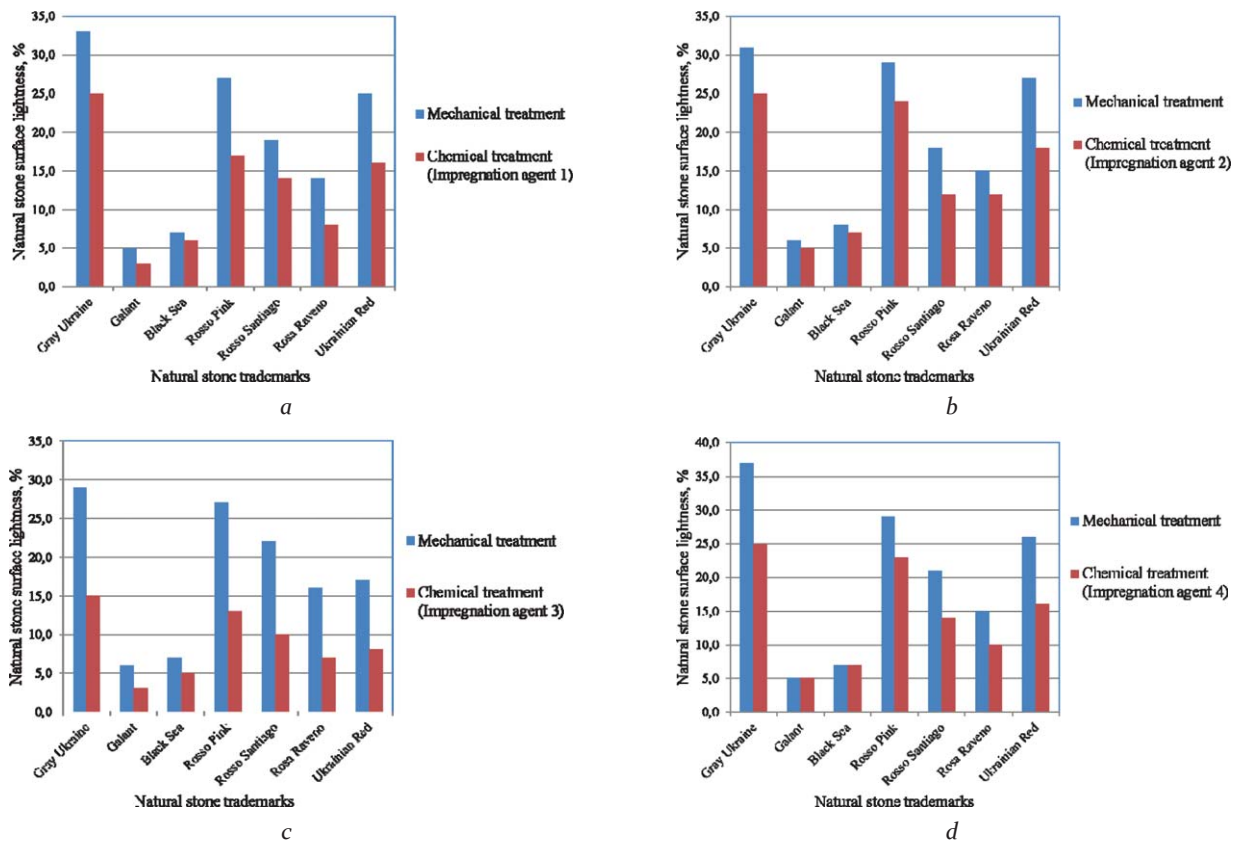 Natural stone surface lightness, %
35,0
30,0
25,0
20,0
15,0
10,0
5,0
0,0
Gray Ukraine
Galant
Black Sea
Rosso Pink
Rosso Santiago
Rosa Raveno
Ukrainian Red
Natural stone trademarks
Mechanical treatment
Chemical treatment
(Impregnation agent 1)
a
Natural stone surface lightness, %
35,0
30,0
25,0
20,0
15,0
10,0
5,0
0,0
Gray Ukraine
Galant
Black Sea
Rosso Pink
Rosso Santiago
Rosa Raveno
Ukrainian Red
Natural stone trademarks
Mechanical treatment
Chemical treatment
(Impregnation agent 2)
b
Natural stone surface lightness, %
35,0
30,0
25,0
20,0
15,0
10,0
5,0
0,0
Gray Ukraine
Galant
Black Sea
Rosso Pink
Rosso Santiago
Rosa Raveno
Ukrainian Red
Natural stone trademarks
Mechanical treatment
Chemical treatment
(Impregnation agent 3)
c
Natural stone surface lightness, %
40,0
35,0
30,0
25,0
20,0
15,0
10,0
5,0
0,0
Gray Ukraine
Galant
Black Sea
Rosso Pink
Rosso Santiago
Rosa Raveno
Ukrainian Red
Natural stone trademarks
Mechanical treatment
Chemical treatment
(Impregnation agent 4)
d